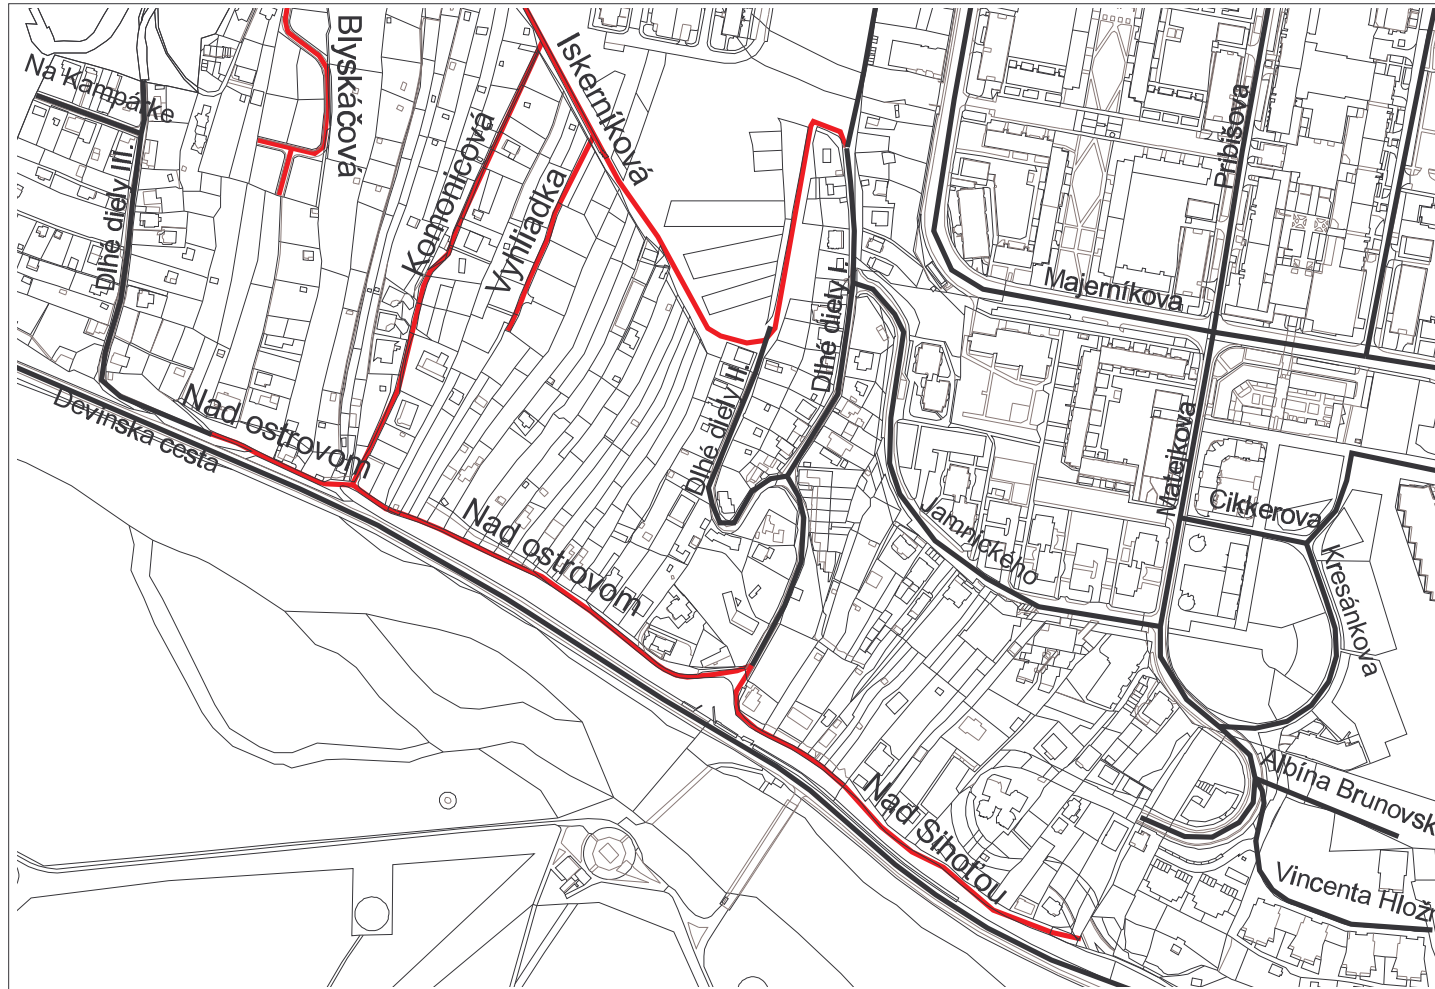 Blyskáčová
Iskerníková
Na Kampárke
Komonicová
Pribišova
Dlhé diely III.
Vyhliadka
Majerníkova
Dlhé diely I.
Dlhé diely II.
Nad ostrovom
Devínska cesta
Matejkova
Cikkerova
Jamnického
Nad ostrovom
Kresánkova
Albína Brunovsk
Nad Sihoťou
Vincenta Hlož